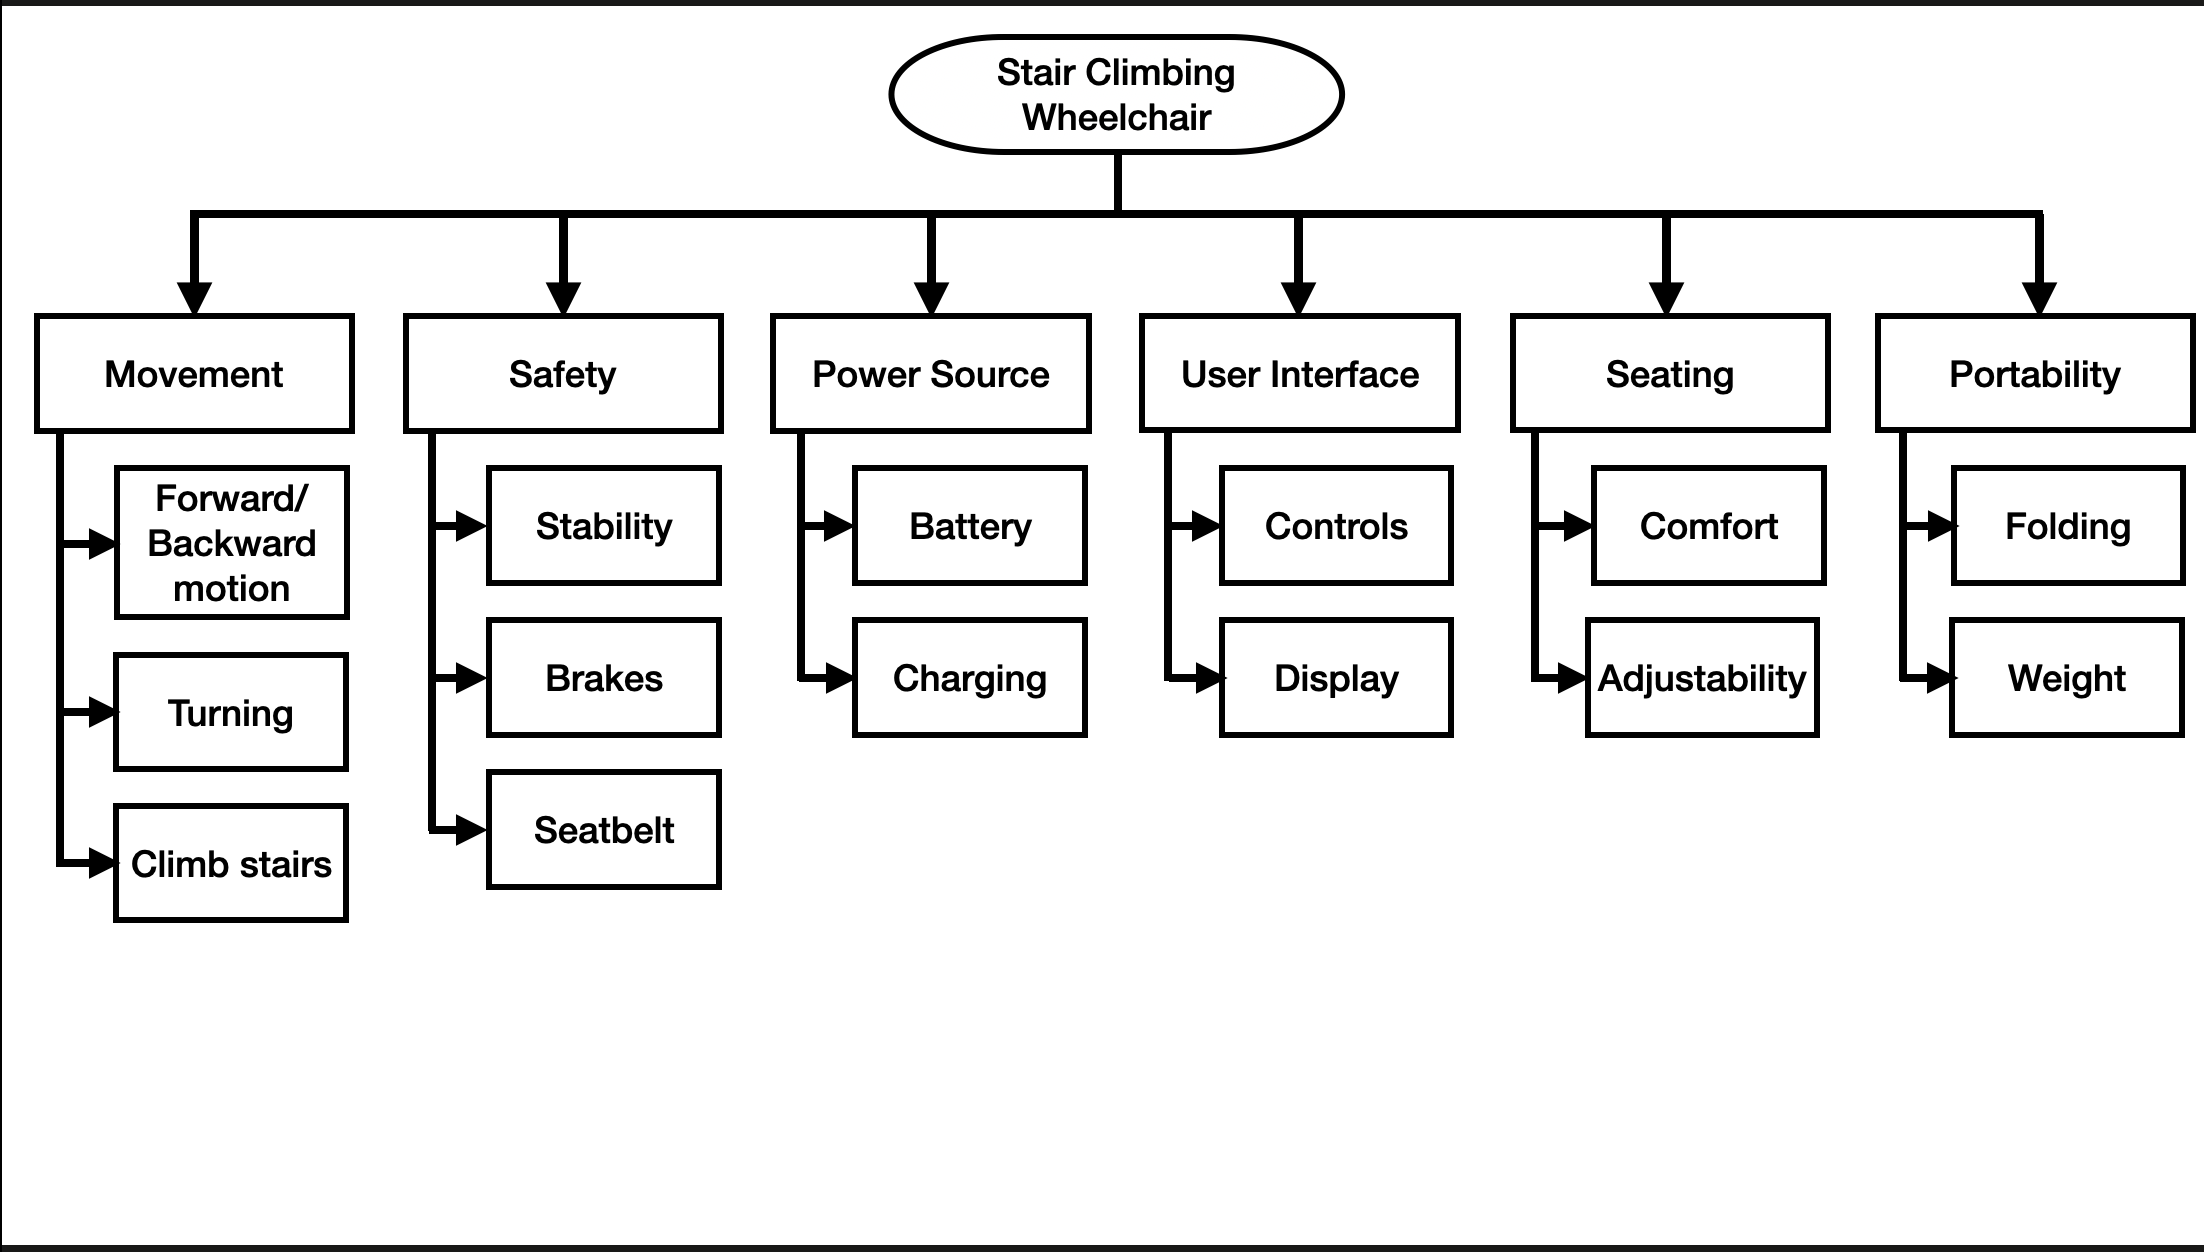 Stair Climbing
Wheelchair
Movement
Safety
Power Source
User Interface
Seating
Portability
Forward/
Backward
motion
Stability
Battery
Controls
Comfort
Folding
Turning
Brakes
Charging
Display
Adjustability
Weight
Climb stairs
Seatbelt